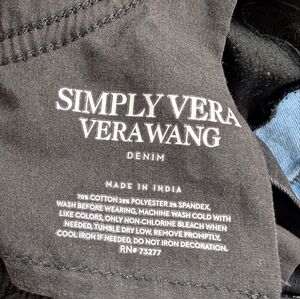 SIMPLY VERA
VERA WANG
DENIM
MADE IN INDIA
70% COTTON 28% POLYESTER 2% SPANDEX.
WASH BEFORE WEARING, MACHINE WASH COLD WITH
LIKE COLORS, ONLY NON-CHLORINE BLEACH WHEN
NEEDED, TUMBLE DRY LOW, REMOVE PROMPTLY,
COOL IRON IF NEEDED, DO NOT IRON DECORATION.
RN# 73277